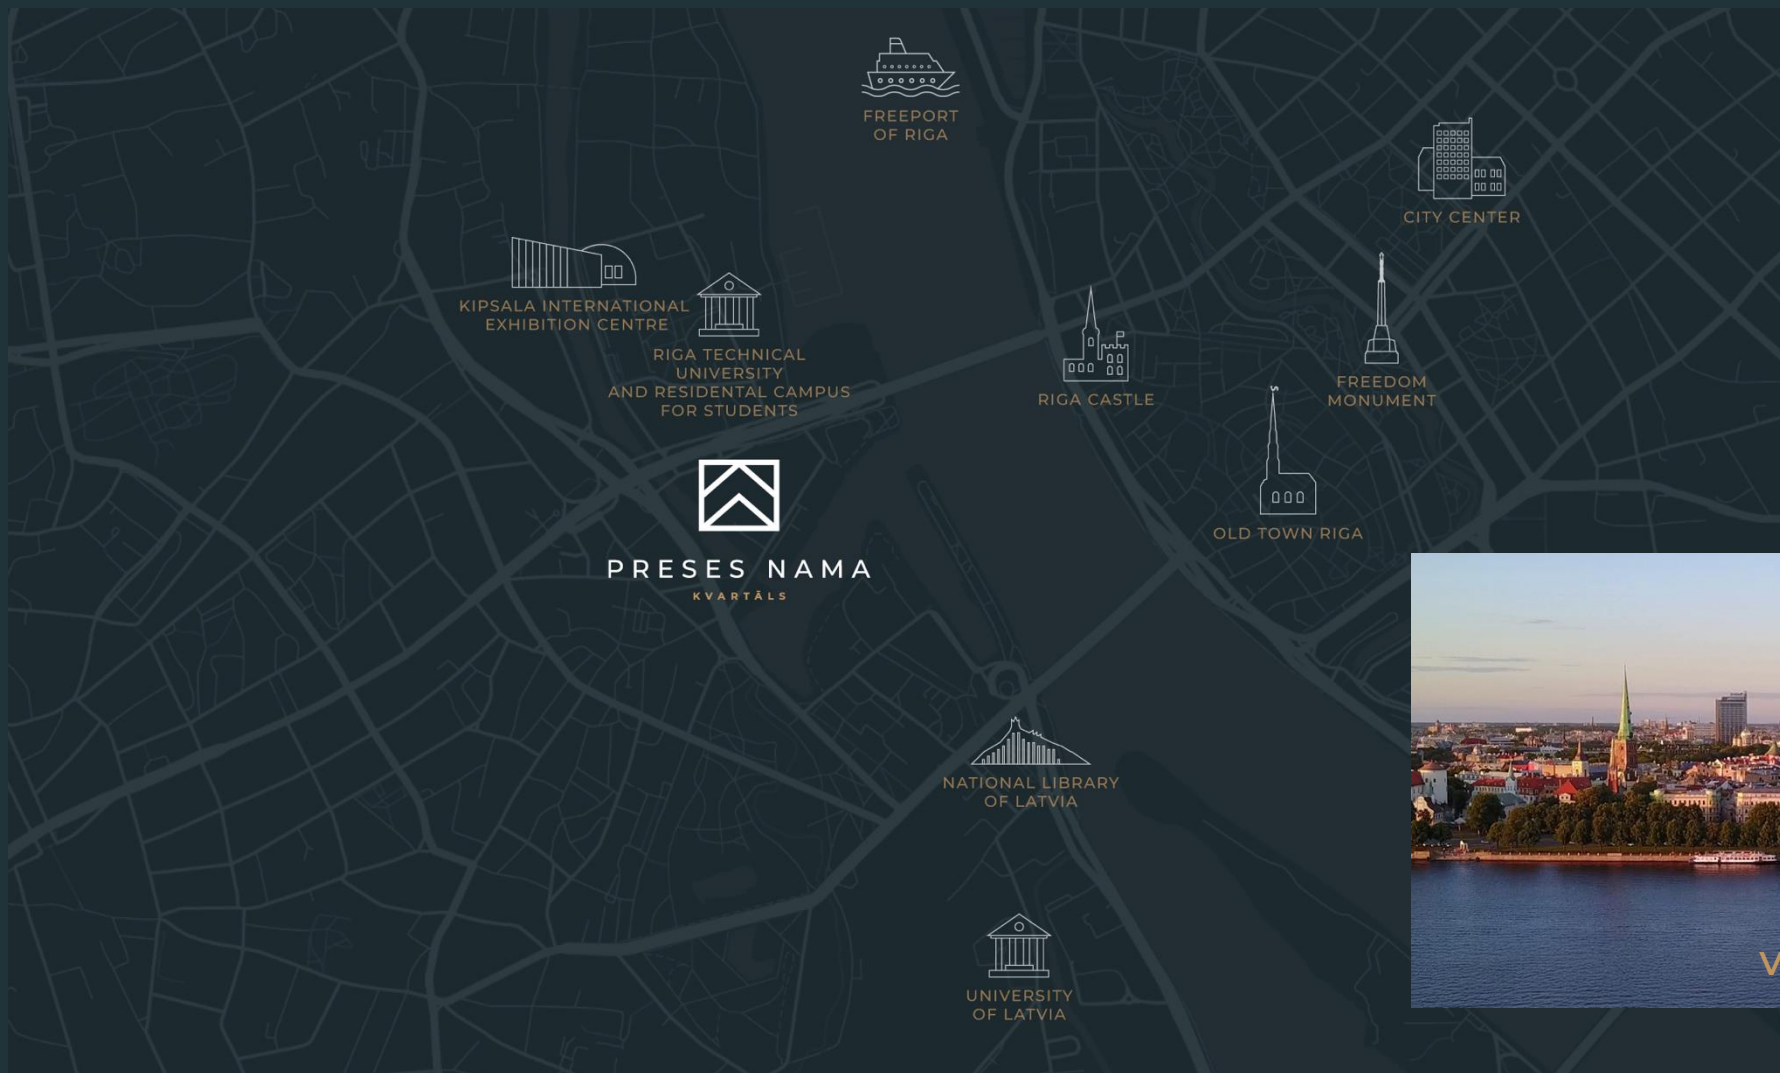 FREEPORT
OF RIGA
CITY CENTER
KIPSALA INTERNATIONAL
EXHIBITION CENTRE
RIGA TECHNICAL
UNIVERSITY
AND RESIDENTAL CAMPUS
FOR STUDENTS
RIGA CASTLE
FREEDOM
MONUMENT
OLD TOWN RIGA
PRESES NAMA
KVARTĀLS
NATIONAL LIBRARY
OF LATVIA
UNIVERSITY
OF LATVIA